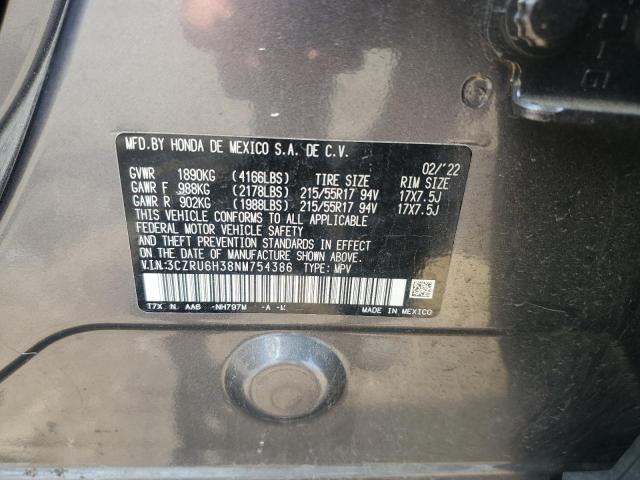 MFD.BY HONDA DE MEXICO S.A. DE C.V.
02/'22
GVWR 1890KG (4166LBS) TIRE SIZE RIM SIZE
GAWR F 988KG (2178LBS) 215/55R17 94V 17X7.5J
GAWR R 902KG (1988LBS) 215/55R17 94V 17X7.5J
THIS VEHICLE CONFORMS TO ALL APPLICABLE
FEDERAL MOTOR VEHICLE SAFETY
AND THEFT PREVENTION STANDARDS IN EFFECT
ON THE DATE OF MANUFACTURE SHOWN ABOVE.
V.I.N:3CZRU6H38NM754386 TYPE: MPV
NH797M -A
MADE IN MEXICO